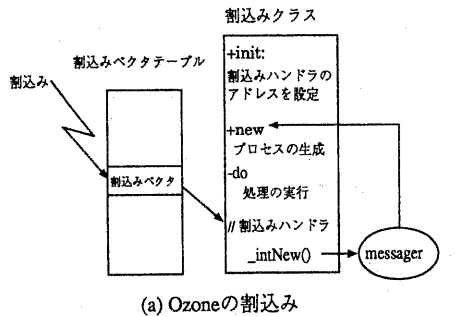 割込みクラス
割込みベクタテーブル
割込み
割込みベクタ
+init:
割込みハンドラの
アドレスを設定
+new
プロセスの生成
-do
処理の実行
// 割込みハンドラ
_intNew()
messager
(a) Ozoneの割込み